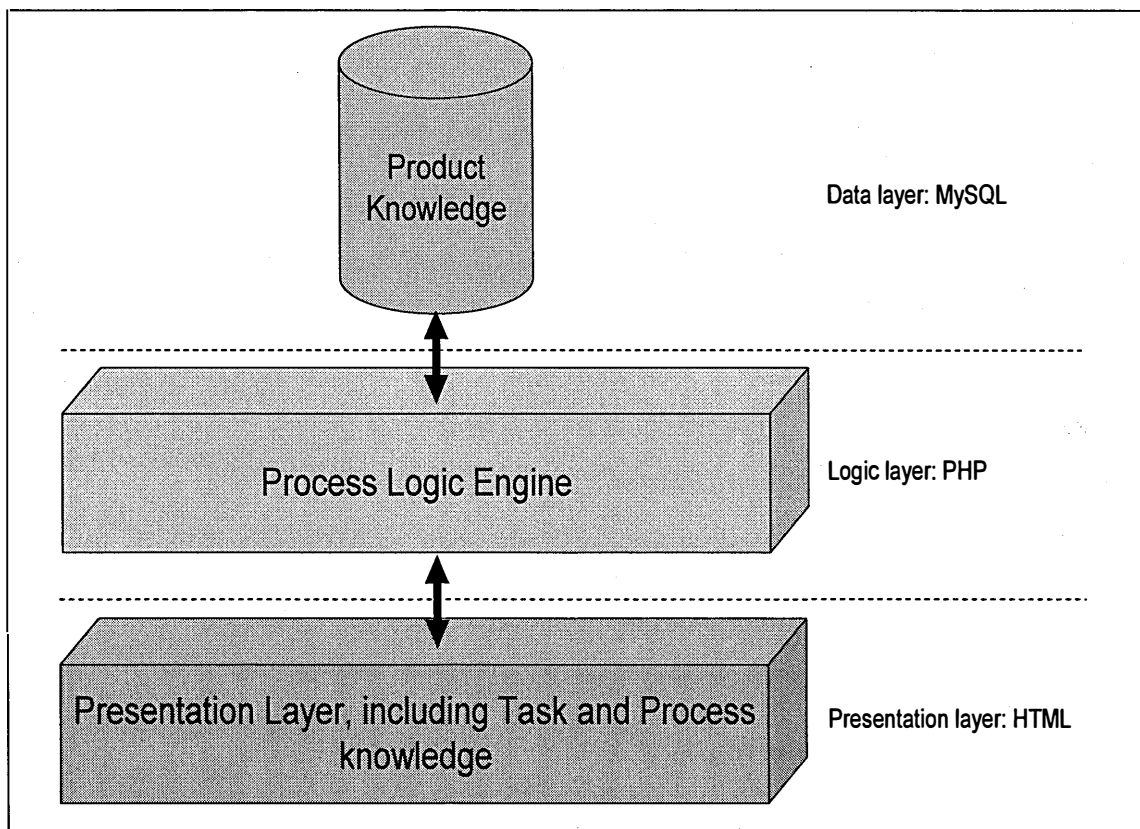 Product
Knowledge
Data layer: MySQL
Process Logic Engine
Logic layer: PHP
Presentation Layer, including Task and Process
knowledge
Presentation layer: HTML